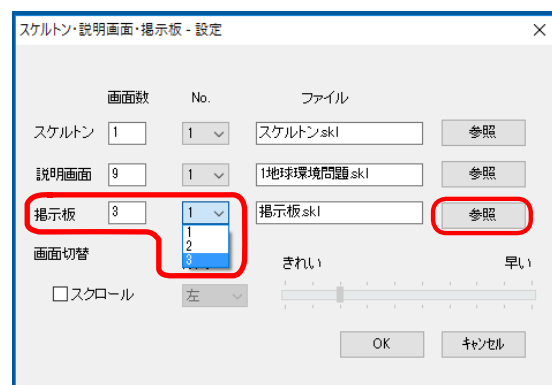 スケルトン・説明画面・掲示板 - 設定
画面数 No. ファイル
スケルトン 1 1 スケルトン.skl 参照
説明画面 9 1 1地球環境問題.skl 参照
掲示板 3 1 掲示板.skl 参照
1
2
3
画面切替 きれい 早い
スクロール 左
OK キャンセル